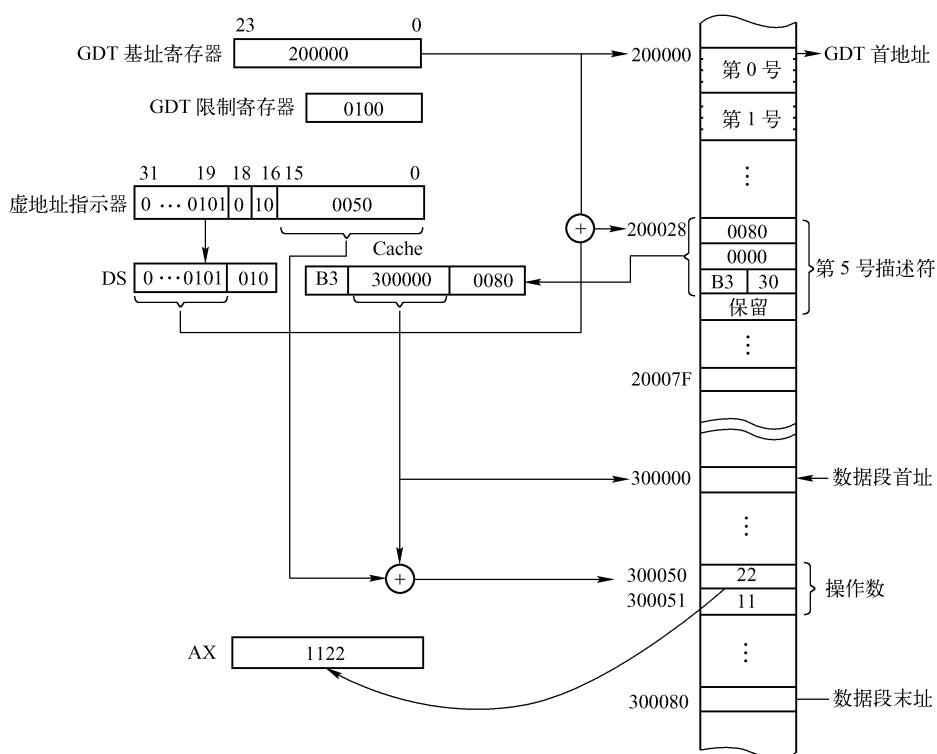 23 0
GDT 基址寄存器 200000 200000 GDT 首地址
第 0 号
GDT 限制寄存器 0100
第 1 号
31 19 18 16 15 0
⋮
虚地址指示器 0 … 0101 0 10 0050
+ 200028 0080
Cache 0000
DS 0 …0101 010 B3 300000 0080 B3 30 第 5 号描述符
保留
⋮
20007F
300000 数据段首址
⋮
+ 300050 22
300051 11 操作数
AX 1122
⋮
300080 数据段末址